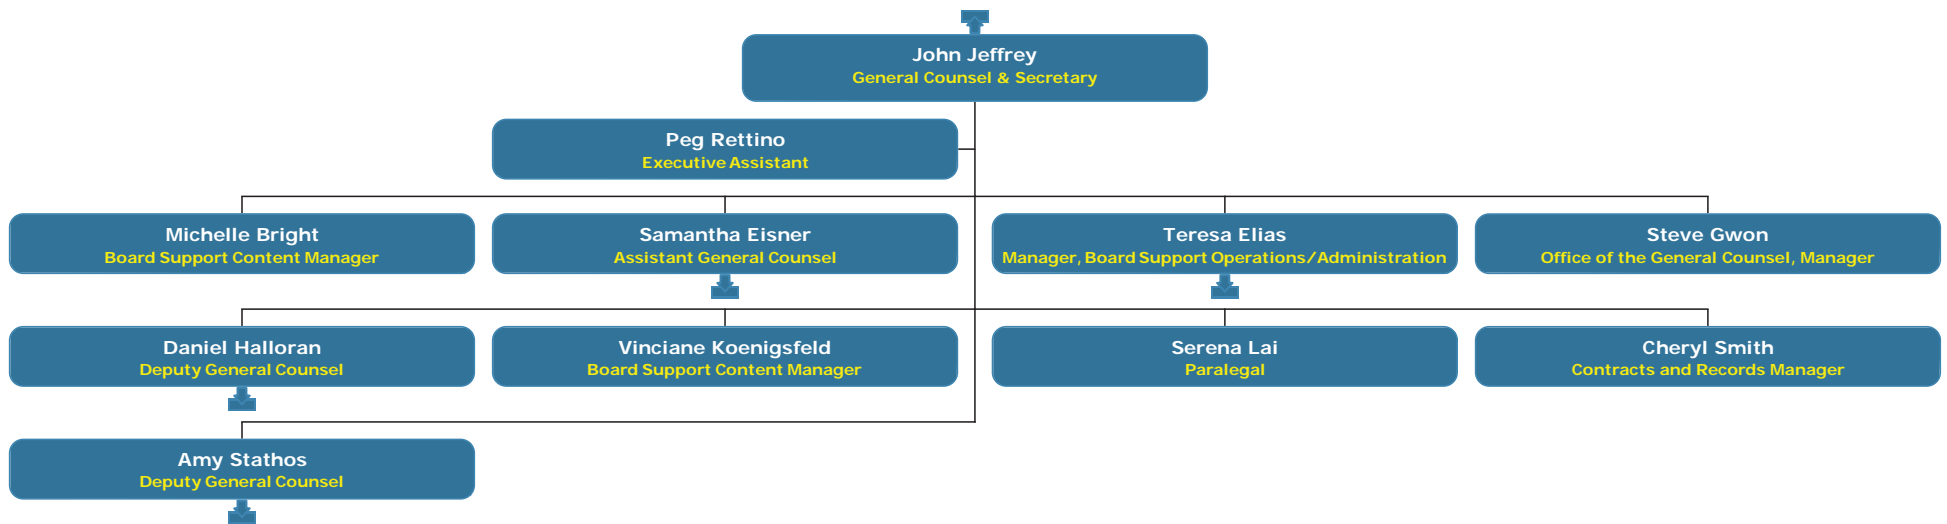 John Jeffrey
General Counsel & Secretary
Peg Rettino
Executive Assistant
Michelle Bright
Board Support Content Manager
Samantha Eisner
Assistant General Counsel
Teresa Elias
Manager, Board Support Operations/Administration
Steve Gwon
Office of the General Counsel, Manager
Daniel Halloran
Deputy General Counsel
Vinciane Koenigsfeld
Board Support Content Manager
Serena Lai
Paralegal
Cheryl Smith
Contracts and Records Manager
Amy Stathos
Deputy General Counsel